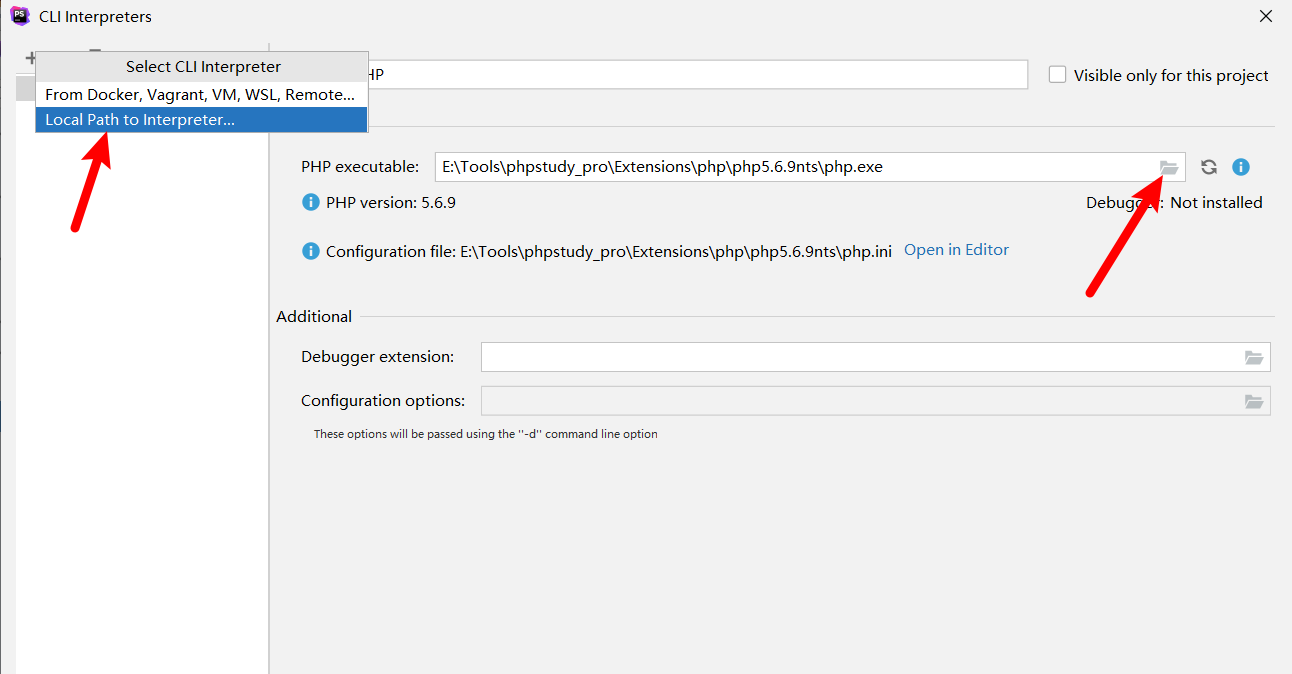 PS CLI Interpreters
Select CLI Interpreter
From Docker, Vagrant, VM, WSL, Remote...
Local Path to Interpreter...
HP
Visible only for this project
PHP executable: E:\Tools\phpstudy_pro\Extensions\php\php5.6.9nts\php.exe
PHP version: 5.6.9
Debugger: Not installed
Configuration file: E:\Tools\phpstudy_pro\Extensions\php\php5.6.9nts\php.ini Open in Editor
Additional
Debugger extension:
Configuration options:
These options will be passed using the ''-d'' command line option